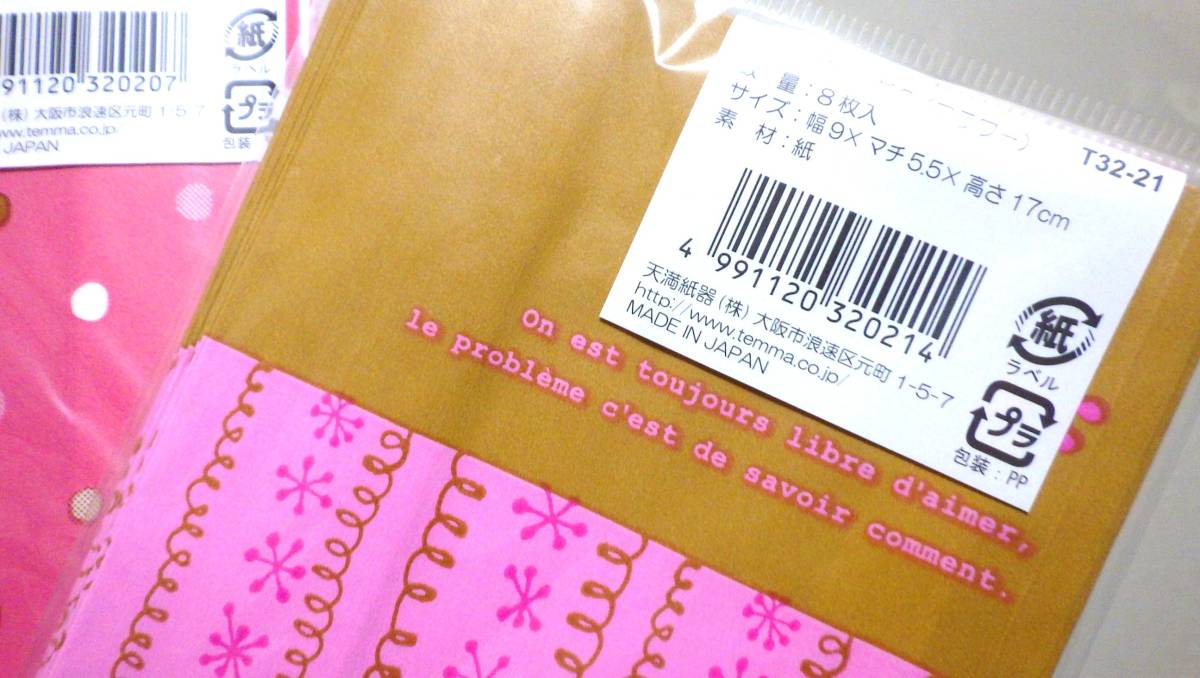 91120 320207
(株) 大阪市浪速区元町 1-5-7
ww.temma.co.jp/
JAPAN
紙
ラベル
プラ
包装
T32-21
量:8枚入
サイズ:幅9×マチ5.5×高さ17cm
素 材:紙
4 991120 320214
天満紙器(株) 大阪市浪速区元町 1-5-7
http://www.temma.co.jp/
MADE IN JAPAN
紙
ラベル
プラ
包装:PP
On est toujours libre d'aimer,
le problème c'est de savoir comment.